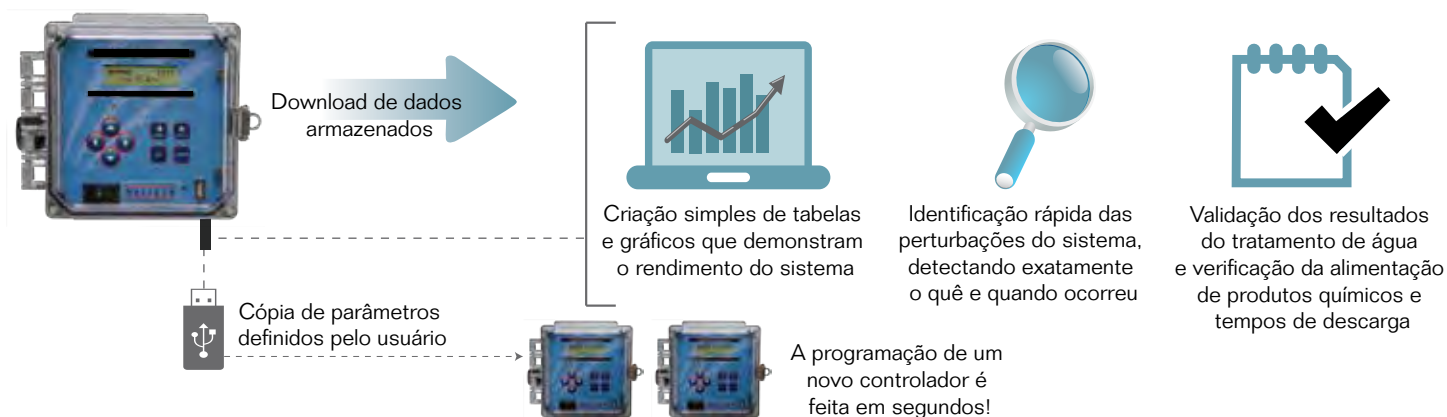 Download de dados
armazenados
Criação simples de tabelas
e gráficos que demonstram
o rendimento do sistema
Identificação rápida das
perturbações do sistema,
detectando exatamente
o quê e quando ocorreu
Validação dos resultados
do tratamento de água
e verificação da alimentação
de produtos químicos e
tempos de descarga
Cópia de parâmetros
definidos pelo usuário
A programação de um
novo controlador é
feita em segundos!